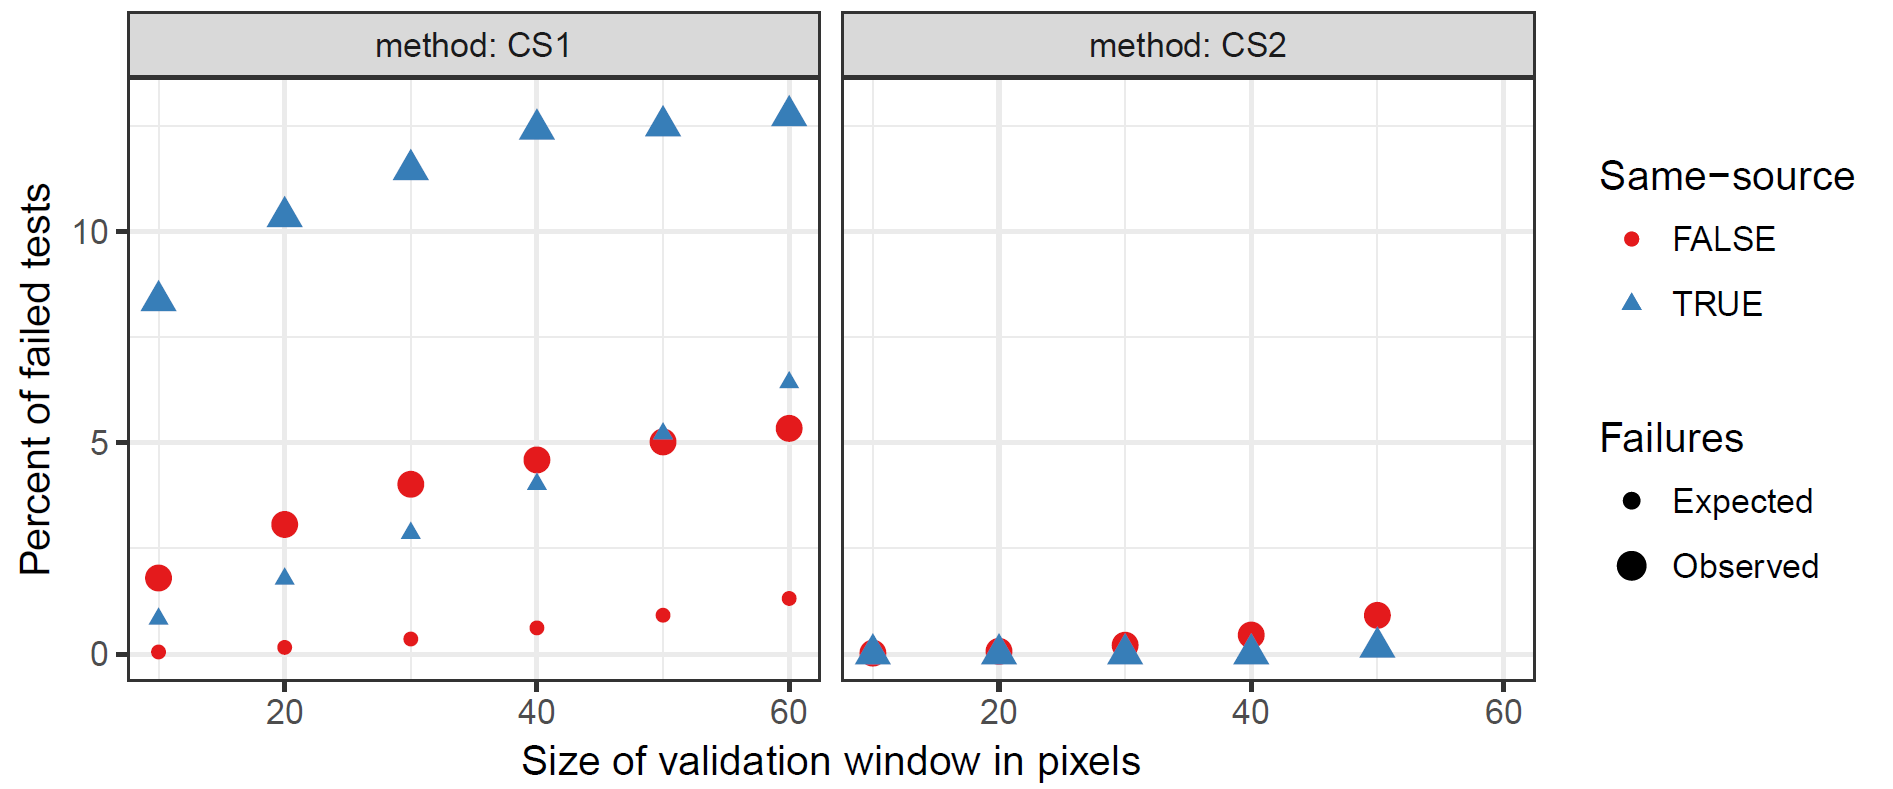 method: CS1
method: CS2
Percent of failed tests
10
5
0
20
40
60
20
40
60
Size of validation window in pixels
Same−source
FALSE
TRUE
Failures
Expected
Observed